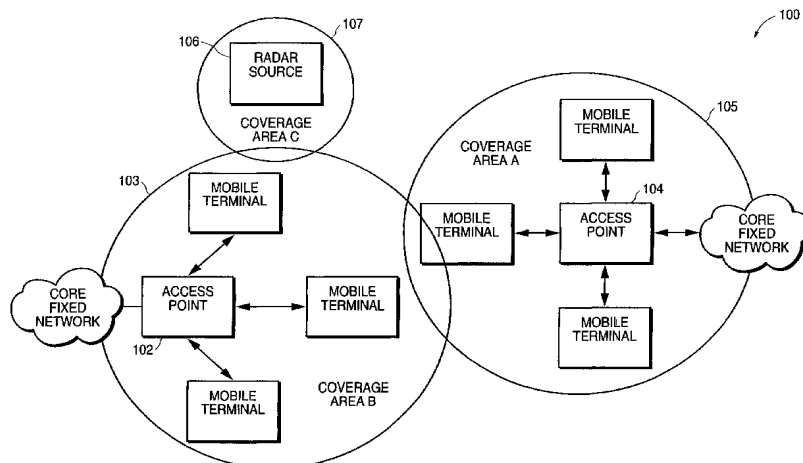 100
107
106
RADAR
SOURCE
COVERAGE
AREA C
105
MOBILE
TERMINAL
COVERAGE
AREA A
103
MOBILE
TERMINAL
104
MOBILE
TERMINAL
ACCESS
POINT
CORE
FIXED
NETWORK
CORE
FIXED
NETWORK
ACCESS
POINT
102
MOBILE
TERMINAL
MOBILE
TERMINAL
MOBILE
TERMINAL
COVERAGE
AREA B